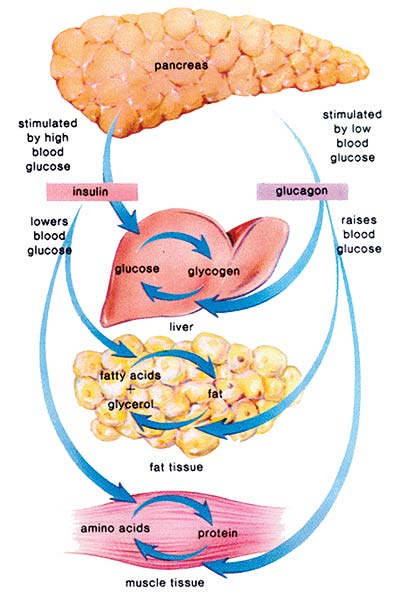 pancreas
stimulated
by high
blood
glucose
stimulated
by low
blood
glucose
insulin
glucagon
lowers
blood
glucose
raises
blood
glucose
glucose
glycogen
liver
fatty acids
+
glycerol
fat
fat tissue
amino acids
protein
muscle tissue